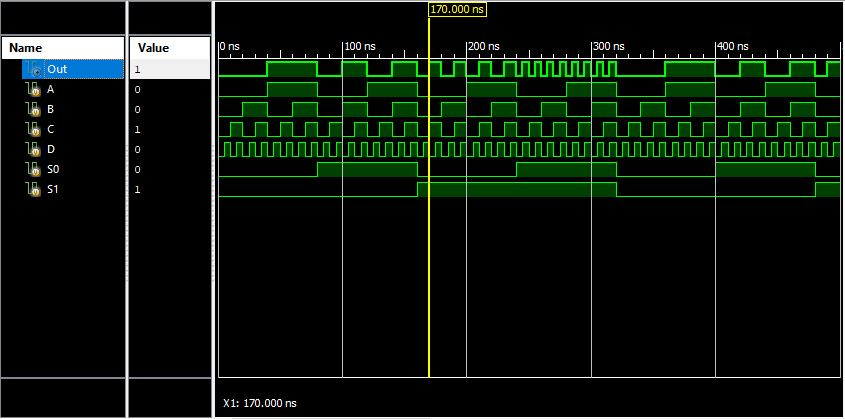 170.000 ns
Name Value
0 ns 100 ns 200 ns 300 ns 400 ns
Out 1
A 0
B 0
C 1
D 0
S0 0
S1 1
X1: 170.000 ns